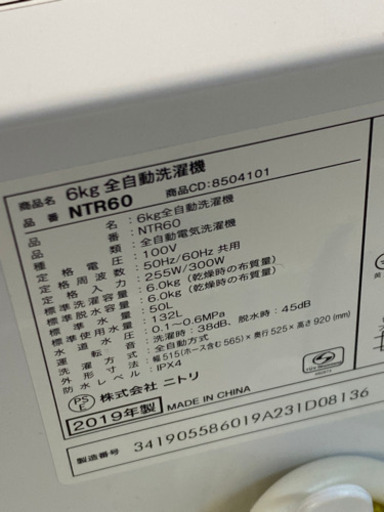 商品名 6kg 全自動洗濯機
品 番 NTR60 商品CD:8504101
品名:6kg全自動洗濯機
品番:NTR60
種類:全自動電気洗濯機
定格電圧:100V
定格周波数:50Hz/60Hz 共用
定格入力:255W/300W
標準洗濯容量:6.0kg(乾燥時の布質量)
標準脱水容量:6.0kg(乾燥時の布質量)
標準水量:50L
標準使用水量:132L
水道水圧:0.1~0.6MPa
運転音:洗濯時:38dB、脱水時:45dB
運濯方式:全自動方式
外形寸法:幅515(ホース含む565)×奥行525×高さ920(mm)
防水レベル:IPX4
PSE 株式会社 ニトリ
2019年製 MADE IN CHINA
製造番号 341905586019A231D08136